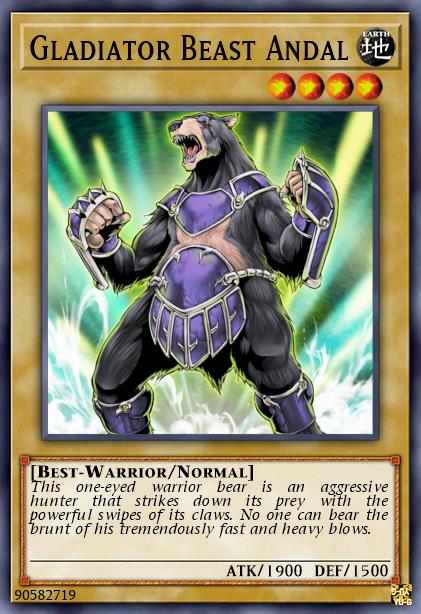 GLADIATOR BEAST ANDAL
EARTH
地
[BEST-WARRIOR/NORMAL]
This one-eyed warrior bear is an aggressive
hunter that strikes down its prey with the
powerful swipes of its claws. No one can bear the
brunt of his tremendously fast and heavy blows.
ATK/1900 DEF/1500
90582719